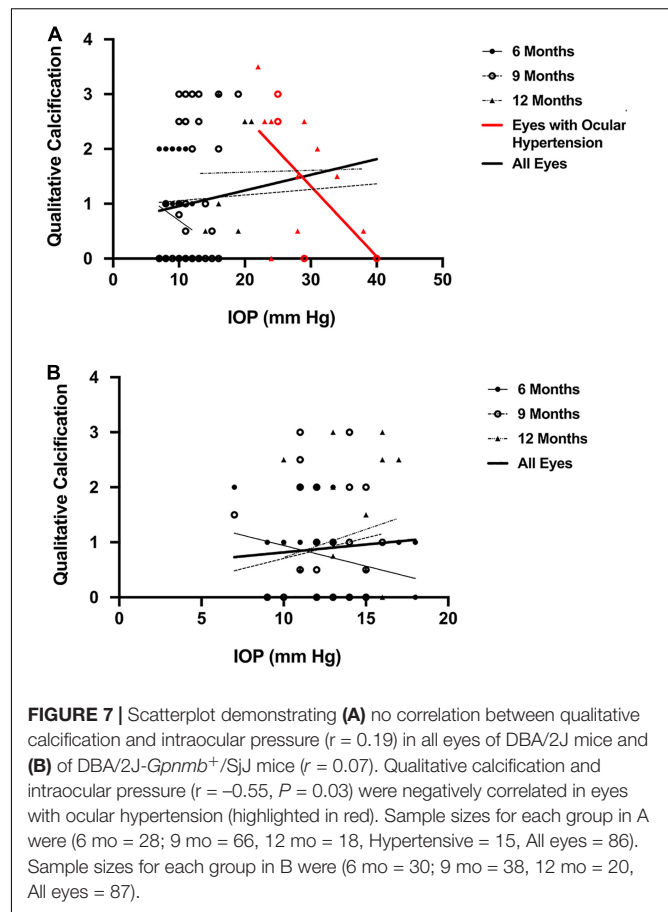 A
Qualitative Calcification
4
3
2
1
0
0
10
20
30
40
50
IOP (mm Hg)
6 Months
9 Months
12 Months
Eyes with Ocular
Hypertension
All Eyes
B
Qualitative Calcification
4
3
2
1
0
0
5
10
15
20
IOP (mm Hg)
6 Months
9 Months
12 Months
All Eyes
FIGURE 7 | Scatterplot demonstrating (A) no correlation between qualitative
calcification and intraocular pressure (r = 0.19) in all eyes of DBA/2J mice and
(B) of DBA/2J-Gpnmb+/SjJ mice (r = 0.07). Qualitative calcification and
intraocular pressure (r = –0.55, P = 0.03) were negatively correlated in eyes
with ocular hypertension (highlighted in red). Sample sizes for each group in A
were (6 mo = 28; 9 mo = 66, 12 mo = 18, Hypertensive = 15, All eyes = 86).
Sample sizes for each group in B were (6 mo = 30; 9 mo = 38, 12 mo = 20,
All eyes = 87).